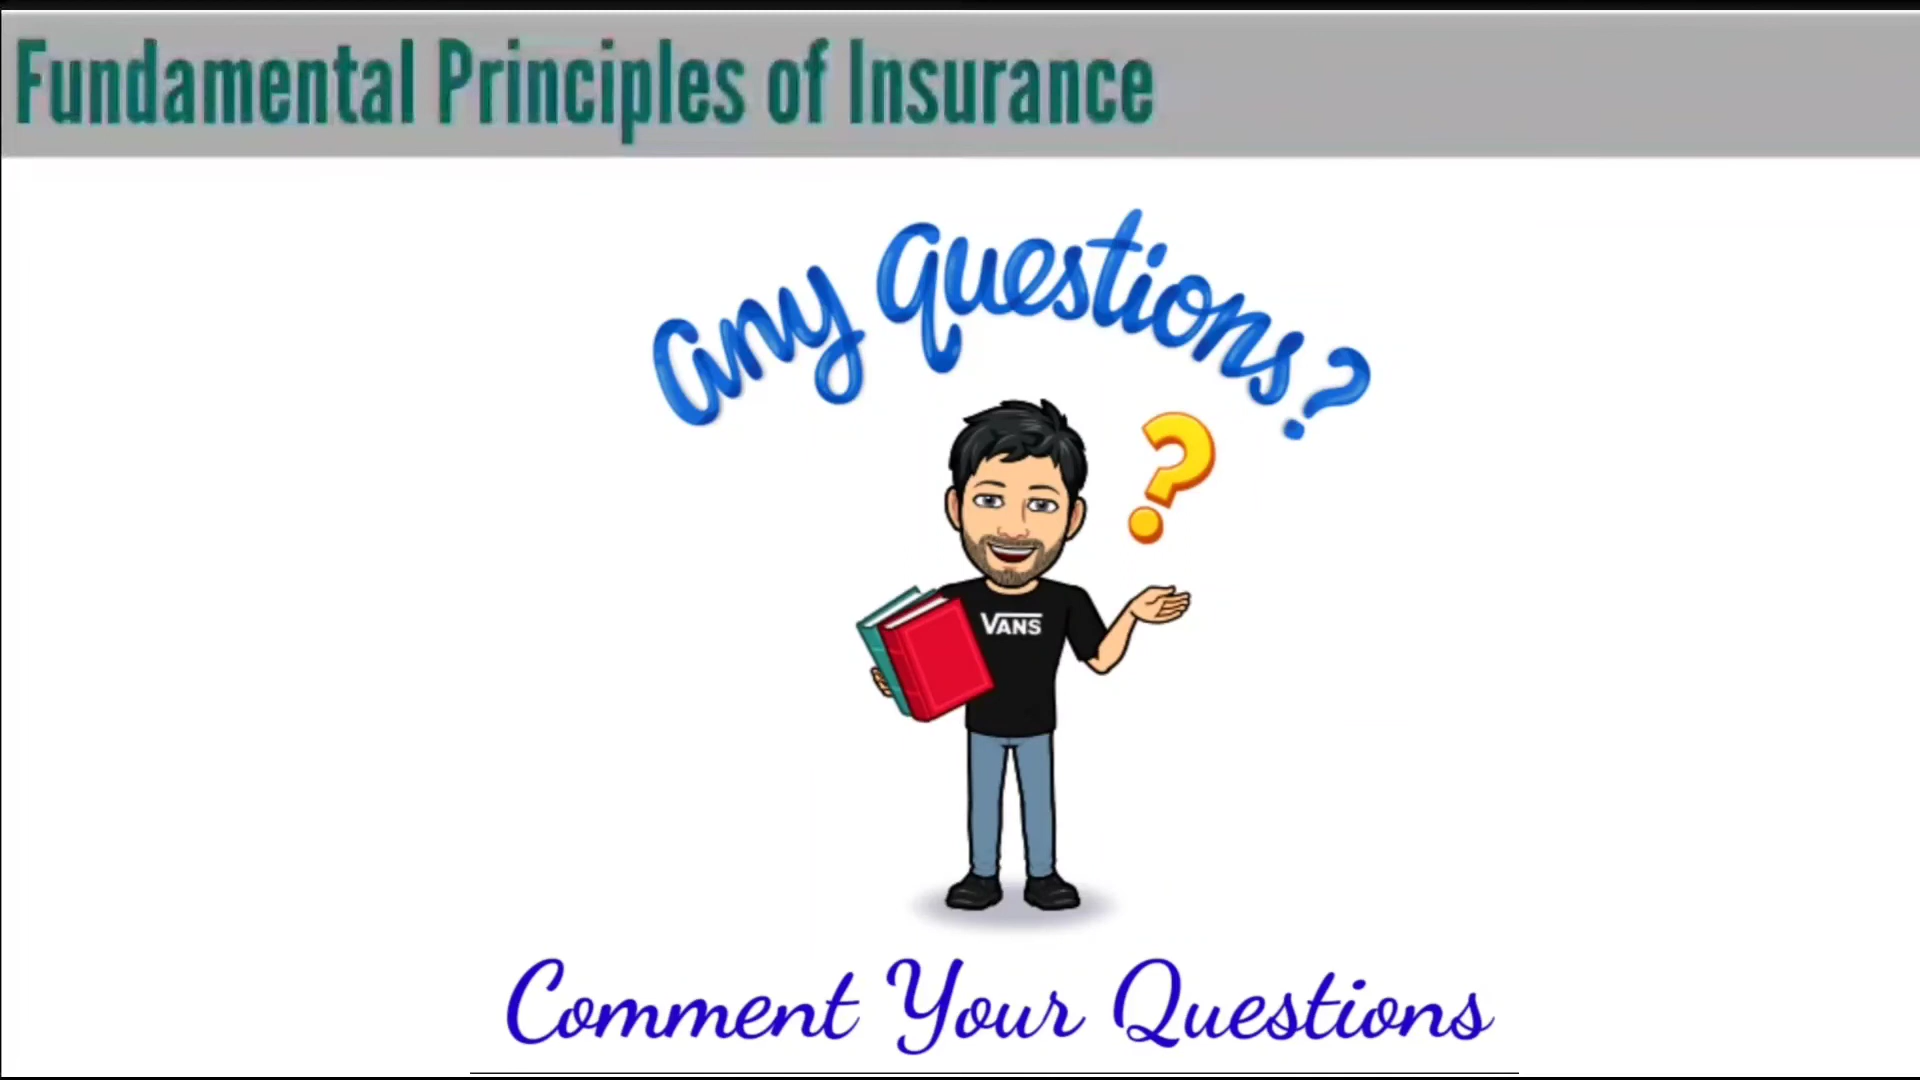 Fundamental Principles of Insurance
any questions?
?
VANS
Comment Your Questions